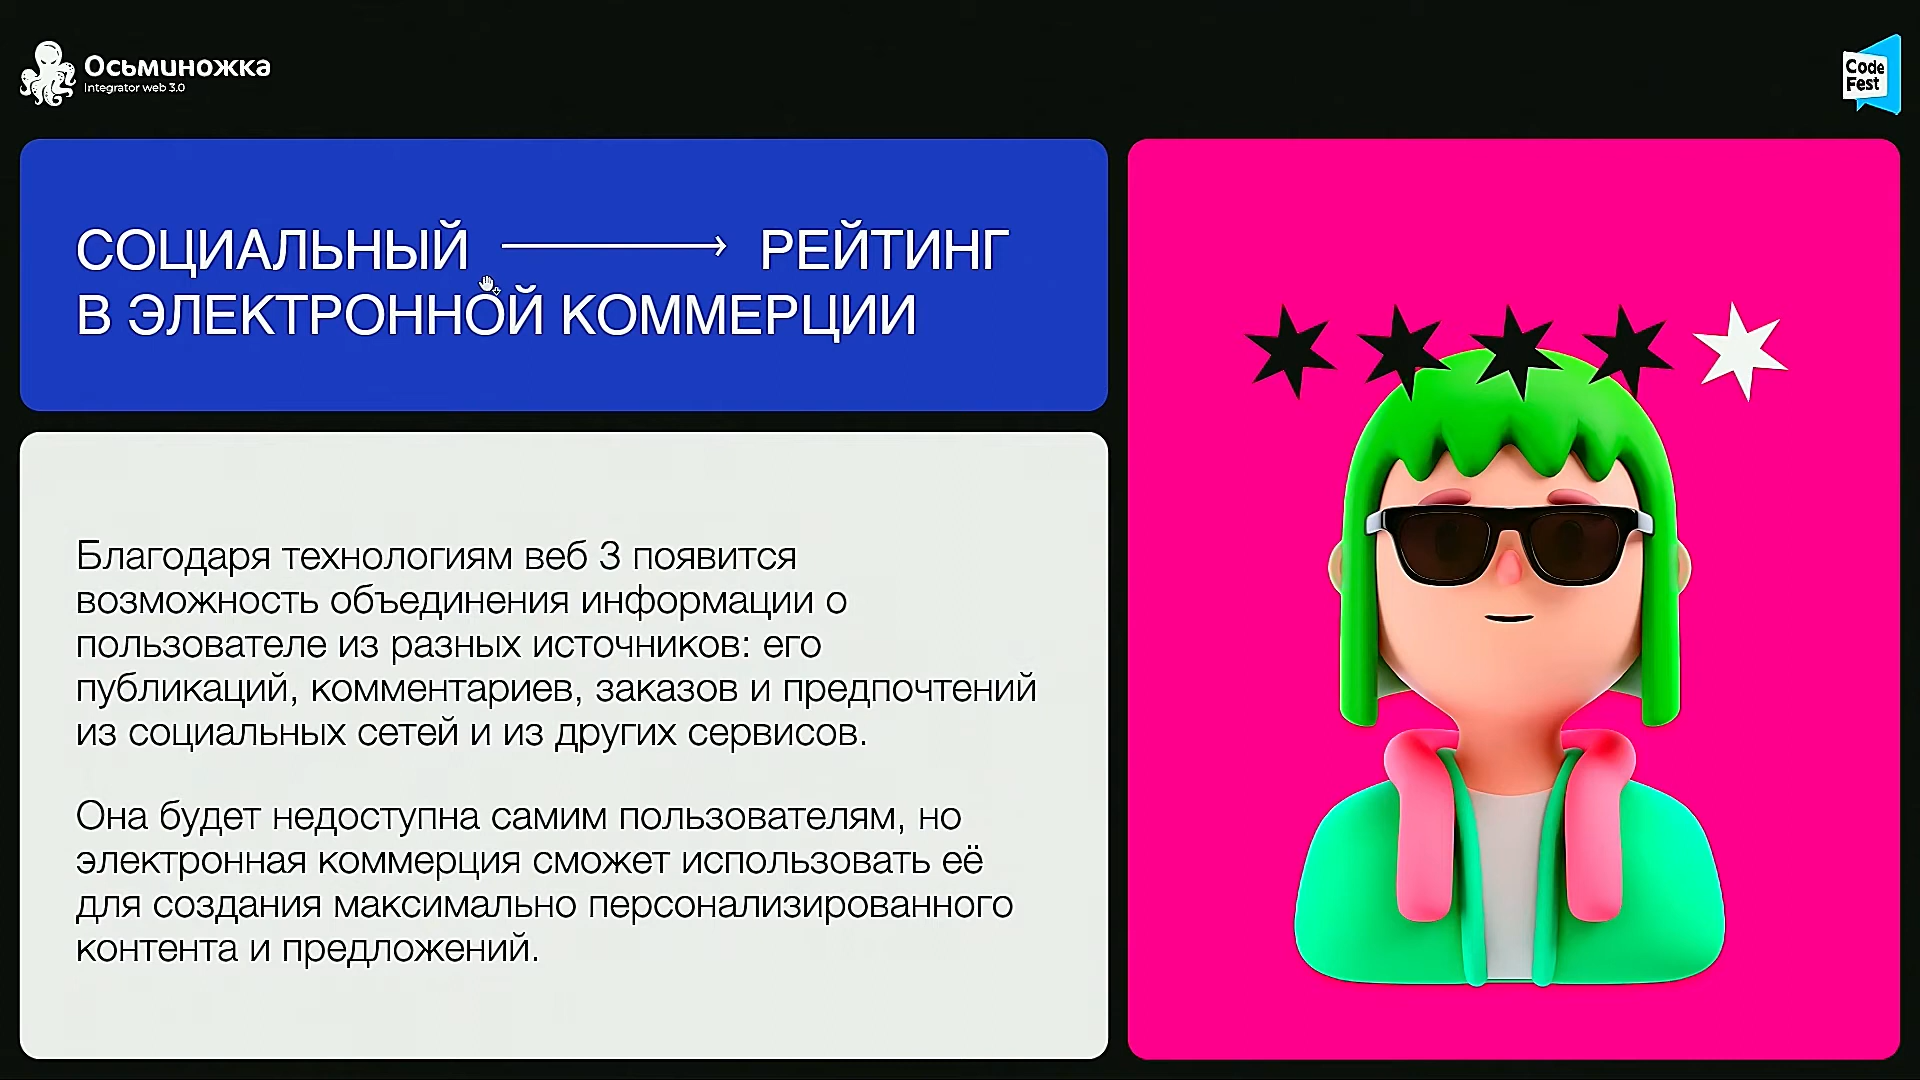 Осьминожка
Integrator web 3.0
Code
Fest
СОЦИАЛЬНЫЙ → РЕЙТИНГ
В ЭЛЕКТРОННОЙ КОММЕРЦИИ
Благодаря технологиям веб 3 появится
возможность объединения информации о
пользователе из разных источников: его
публикаций, комментариев, заказов и предпочтений
из социальных сетей и из других сервисов.
Она будет недоступна самим пользователям, но
электронная коммерция сможет использовать её
для создания максимально персонализированного
контента и предложений.